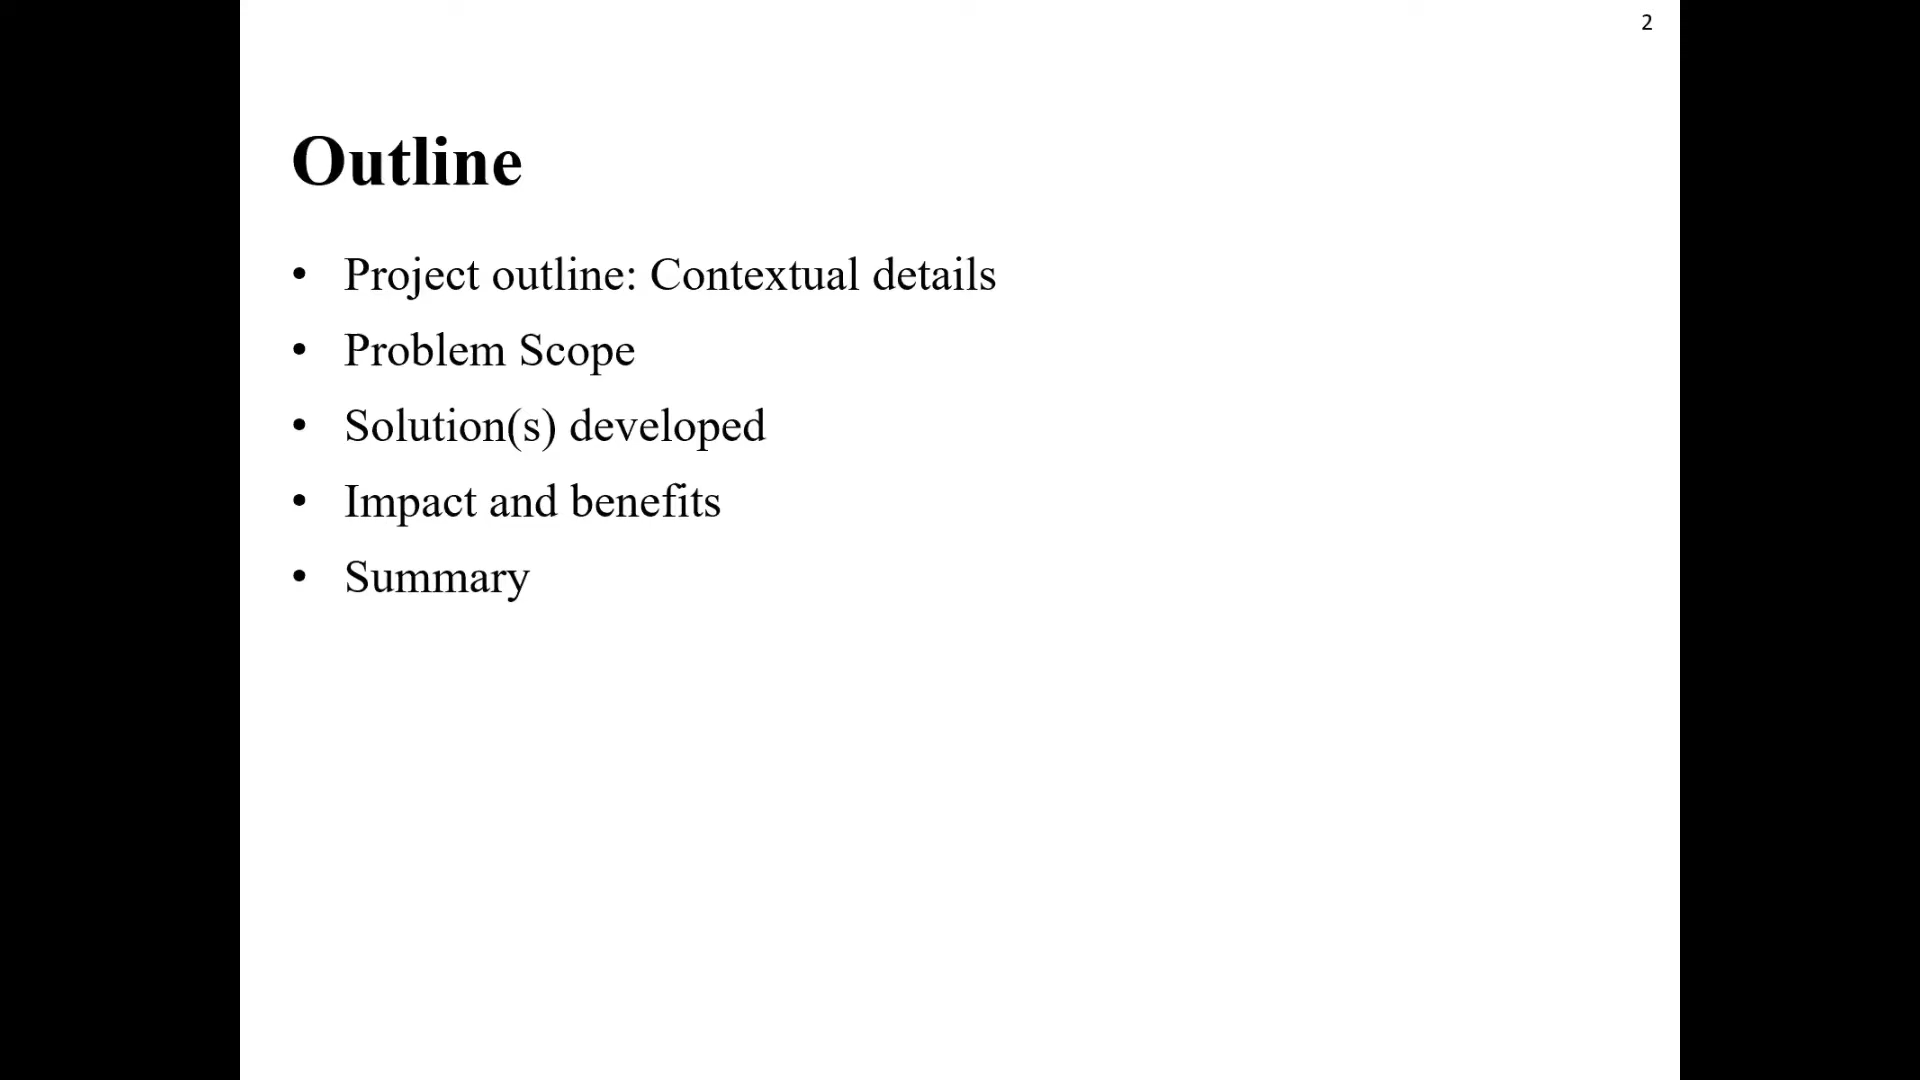 2
Outline
• Project outline: Contextual details
• Problem Scope
• Solution(s) developed
• Impact and benefits
• Summary